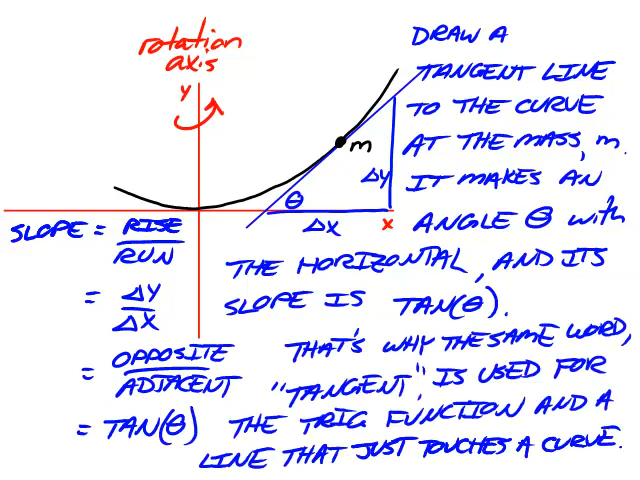 rotation
axis
y
DRAW A
TANGENT LINE
TO THE CURVE
AT THE MASS, m.
IT MAKES AN
ANGLE θ with
THE HORIZONTAL, AND ITS
SLOPE IS TAN(θ).
THAT'S WHY THE SAME WORD,
"TANGENT", IS USED FOR
THE TRIG FUNCTION AND A
LINE THAT JUST TOUCHES A CURVE.
m
Δy
θ
Δx
x
SLOPE = RISE
RUN
= ΔY
ΔX
= OPPOSITE
ADJACENT
= TAN(θ)